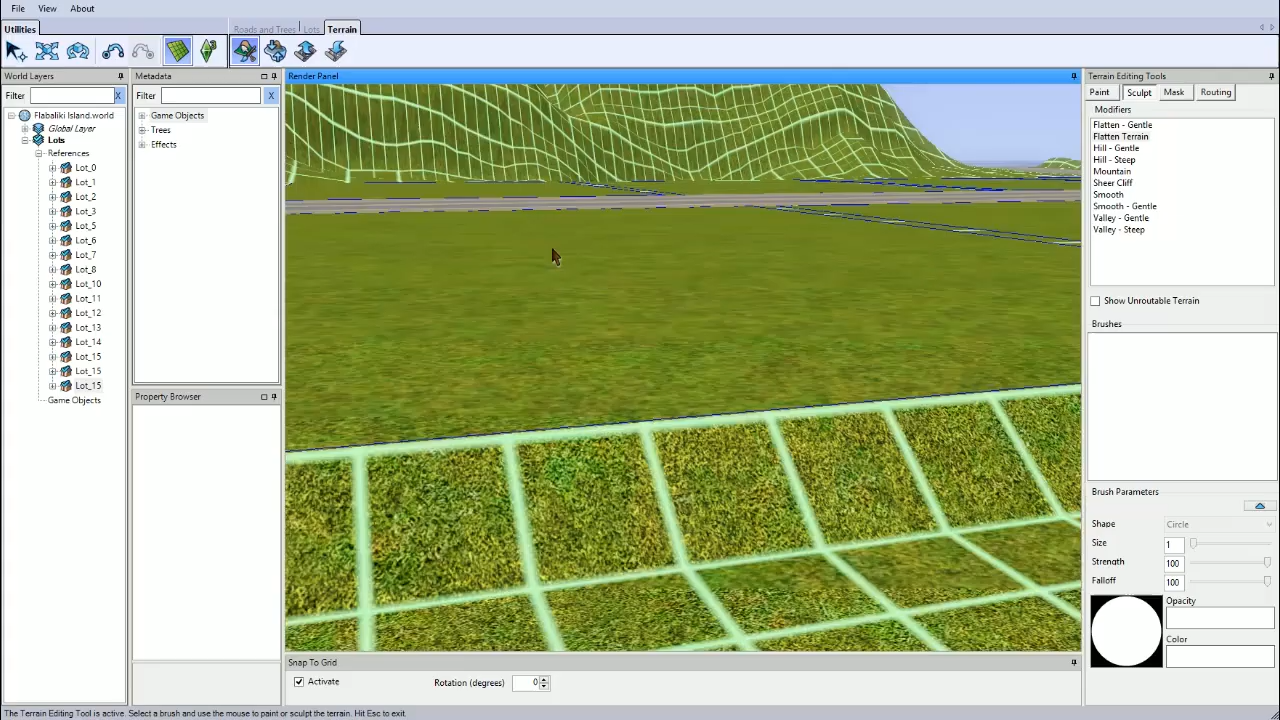 File View About
Utilities
Roads and Trees Lots Terrain
World Layers
Filter X
Flabaliki Island.world
Global Layer
Lots
References
Lot_0
Lot_1
Lot_2
Lot_3
Lot_5
Lot_6
Lot_7
Lot_8
Lot_10
Lot_11
Lot_12
Lot_13
Lot_14
Lot_15
Lot_15
Lot_15
Game Objects
Metadata
Filter X
Game Objects
Trees
Effects
Property Browser
Render Panel
Snap To Grid
Activate Rotation (degrees) 0
Terrain Editing Tools
Paint Sculpt Mask Routing
Modifiers
Flatten - Gentle
Flatten Terrain
Hill - Gentle
Hill - Steep
Mountain
Sheer Cliff
Smooth
Smooth - Gentle
Valley - Gentle
Valley - Steep
Show Unroutable Terrain
Brushes
Brush Parameters
Shape Circle
Size 1
Strength 100
Falloff 100
Opacity
Color
The Terrain Editing Tool is active. Select a brush and use the mouse to paint or sculpt the terrain. Hit Esc to exit.